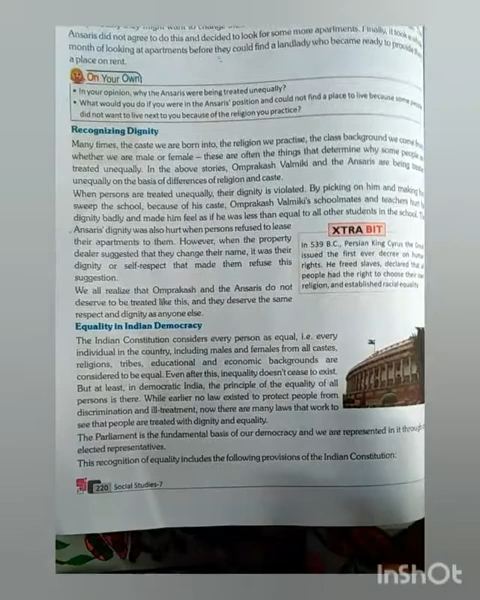 Ansaris did not agree to do this and decided to look for some more apartments. Finally, it took a
month of looking at apartments before they could find a landlady who became ready to provide
a place on rent.
On Your Own
• In your opinion, why the Ansaris were being treated unequally?
• What would you do if you were in the Ansaris' position and could not find a place to live because some people
did not want to live next to you because of the religion you practise?
Recognizing Dignity
Many times, the caste we are born into, the religion we practise, the class background we come from
whether we are male or female – these are often the things that determine why some people
treated unequally. In the above stories, Omprakash Valmiki and the Ansaris are being
unequally on the basis of differences of religion and caste.
When persons are treated unequally, their dignity is violated. By picking on him and making
sweep the school, because of his caste, Omprakash Valmiki's schoolmates and teachers hurt
dignity badly and made him feel as if he was less than equal to all other students in the school. The
Ansaris' dignity was also hurt when persons refused to lease
their apartments to them. However, when the property
dealer suggested that they change their name, it was their
dignity or self-respect that made them refuse this
suggestion.
We all realize that Omprakash and the Ansaris do not
deserve to be treated like this, and they deserve the same
respect and dignity as anyone else.
XTRA BIT
In 539 B.C., Persian King Cyrus the Great
issued the first ever decree on human
rights. He freed slaves, declared that
people had the right to choose their own
religion, and established racial equality
Equality in Indian Democracy
The Indian Constitution considers every person as equal, i.e. every
individual in the country, including males and females from all castes,
religions, tribes, educational and economic backgrounds are
considered to be equal. Even after this, inequality doesn't cease to exist.
But at least, in democratic India, the principle of the equality of all
persons is there. While earlier no law existed to protect people from
discrimination and ill-treatment, now there are many laws that work to
see that people are treated with dignity and equality.
The Parliament is the fundamental basis of our democracy and we are represented in it through
elected representatives.
This recognition of equality includes the following provisions of the Indian Constitution:
220 Social Studies-7
InShOt